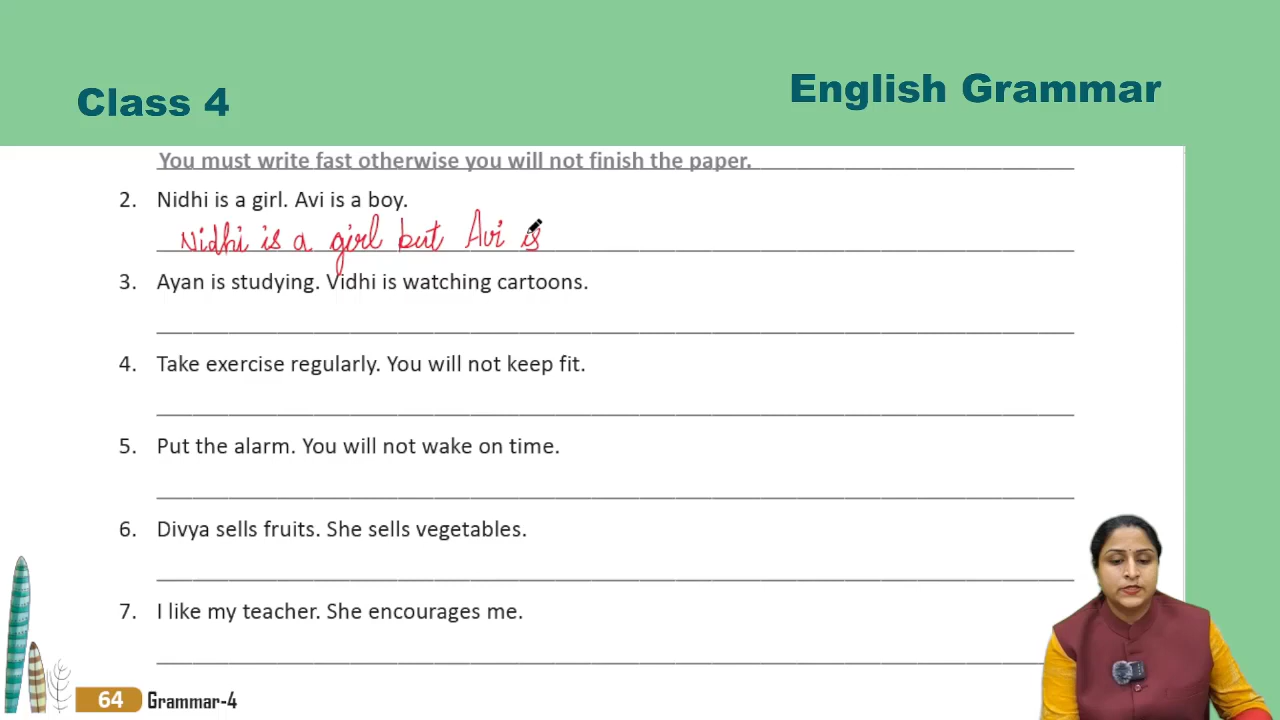 Class 4
English Grammar
You must write fast otherwise you will not finish the paper.
2. Nidhi is a girl. Avi is a boy.
Nidhi is a girl but Avi is
3. Ayan is studying. Vidhi is watching cartoons.
4. Take exercise regularly. You will not keep fit.
5. Put the alarm. You will not wake on time.
6. Divya sells fruits. She sells vegetables.
7. I like my teacher. She encourages me.
64 Grammar-4